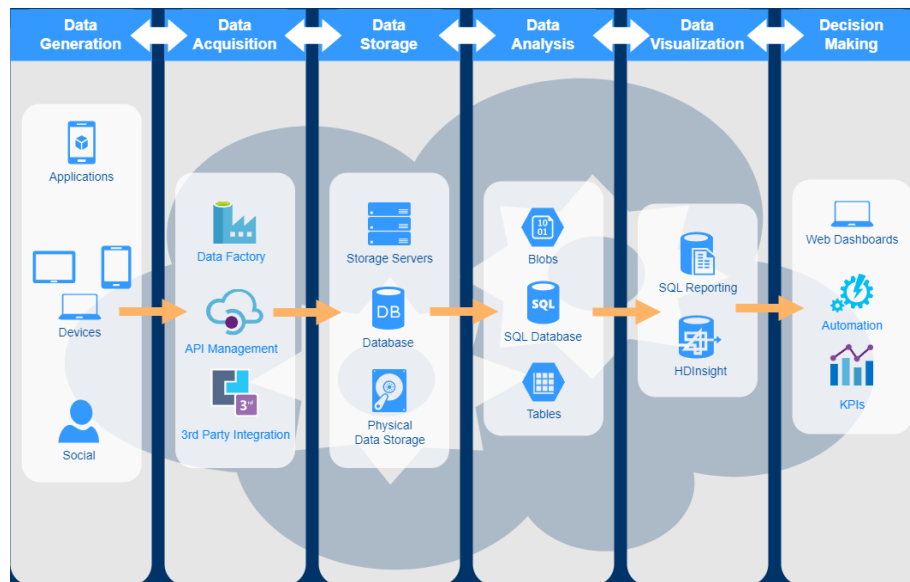 Data
Generation
Data
Acquisition
Data
Storage
Data
Analysis
Data
Visualization
Decision
Making
Applications
Devices
Social
Data Factory
API Management
3rd
3rd Party Integration
Storage Servers
DB
Database
Physical
Data Storage
10
01
Blobs
SQL
SQL Database
Tables
SQL Reporting
HDInsight
Web Dashboards
Automation
KPIs